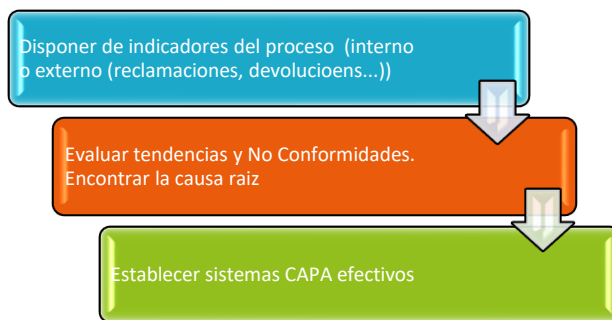 Disponer de indicadores del proceso (interno
o externo (reclamaciones, devolucioens...))
Evaluar tendencias y No Conformidades.
Encontrar la causa raiz
Establecer sistemas CAPA efectivos